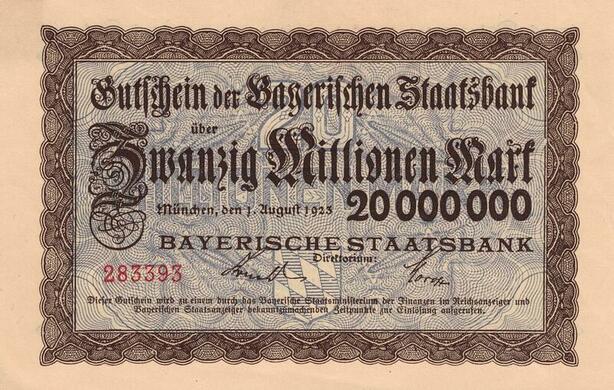 Gutschein der Bayerischen Staatsbank
über
Zwanzig Millionen Mark
München, den 1. August 1923 20 000 000
BAYERISCHE STAATSBANK
Direktorium:
283393
Dieser Gutschein wird zu einem durch das Bayerische Staatsministerium der Finanzen im Reichsanzeiger und
Bayerischen Staatsanzeiger bekanntzumachenden Zeitpunkte zur Einlösung aufgerufen.